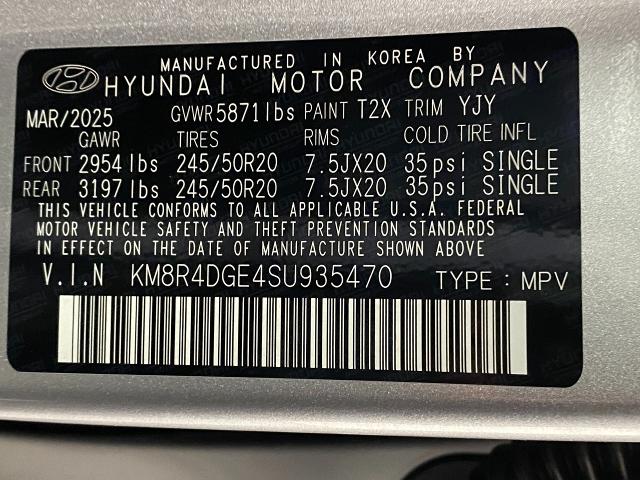 MANUFACTURED IN KOREA BY
HYUNDAI MOTOR COMPANY
MAR/2025 GVWR 5871lbs PAINT T2X TRIM YJY
GAWR TIRES RIMS COLD TIRE INFL
FRONT 2954 lbs 245/50R20 7.5JX20 35psi SINGLE
REAR 3197 lbs 245/50R20 7.5JX20 35psi SINGLE
THIS VEHICLE CONFORMS TO ALL APPLICABLE U.S.A. FEDERAL
MOTOR VEHICLE SAFETY AND THEFT PREVENTION STANDARDS
IN EFFECT ON THE DATE OF MANUFACTURE SHOWN ABOVE.
V.I.N KM8R4DGE4SU935470 TYPE : MPV